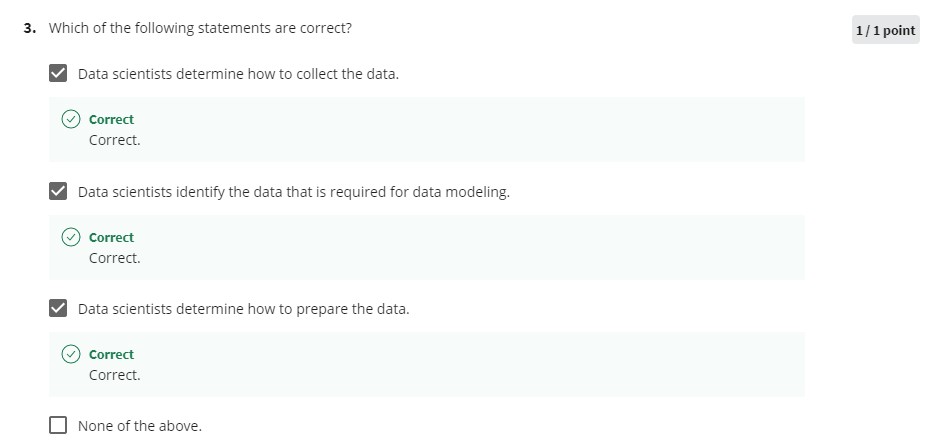 3. Which of the following statements are correct?
1 / 1 point
Data scientists determine how to collect the data.
Correct
Correct.
Data scientists identify the data that is required for data modeling.
Correct
Correct.
Data scientists determine how to prepare the data.
Correct
Correct.
None of the above.